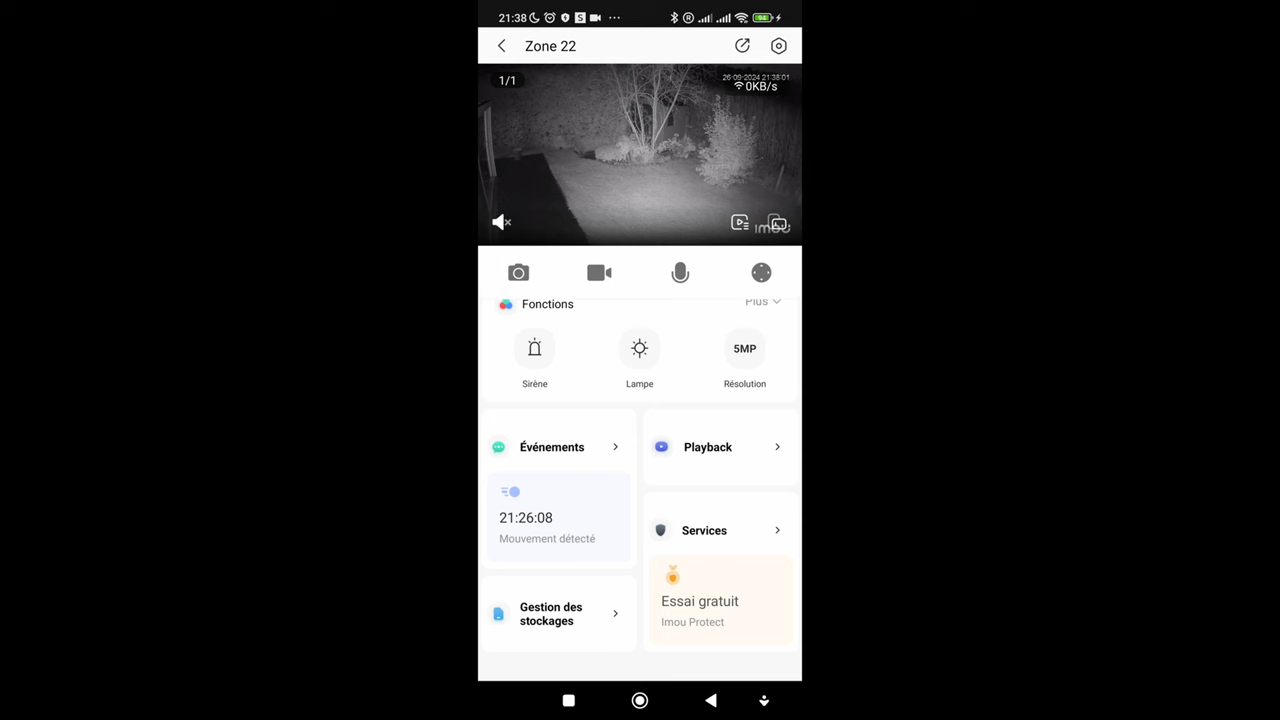 21:38
S
...
R
94
Zone 22
1/1
26-09-2024 21:38:01
0KB/s
imou
Fonctions
Plus
5MP
Sirène
Lampe
Résolution
Événements
Playback
21:26:08
Mouvement détecté
Services
Essai gratuit
Imou Protect
Gestion des
stockages